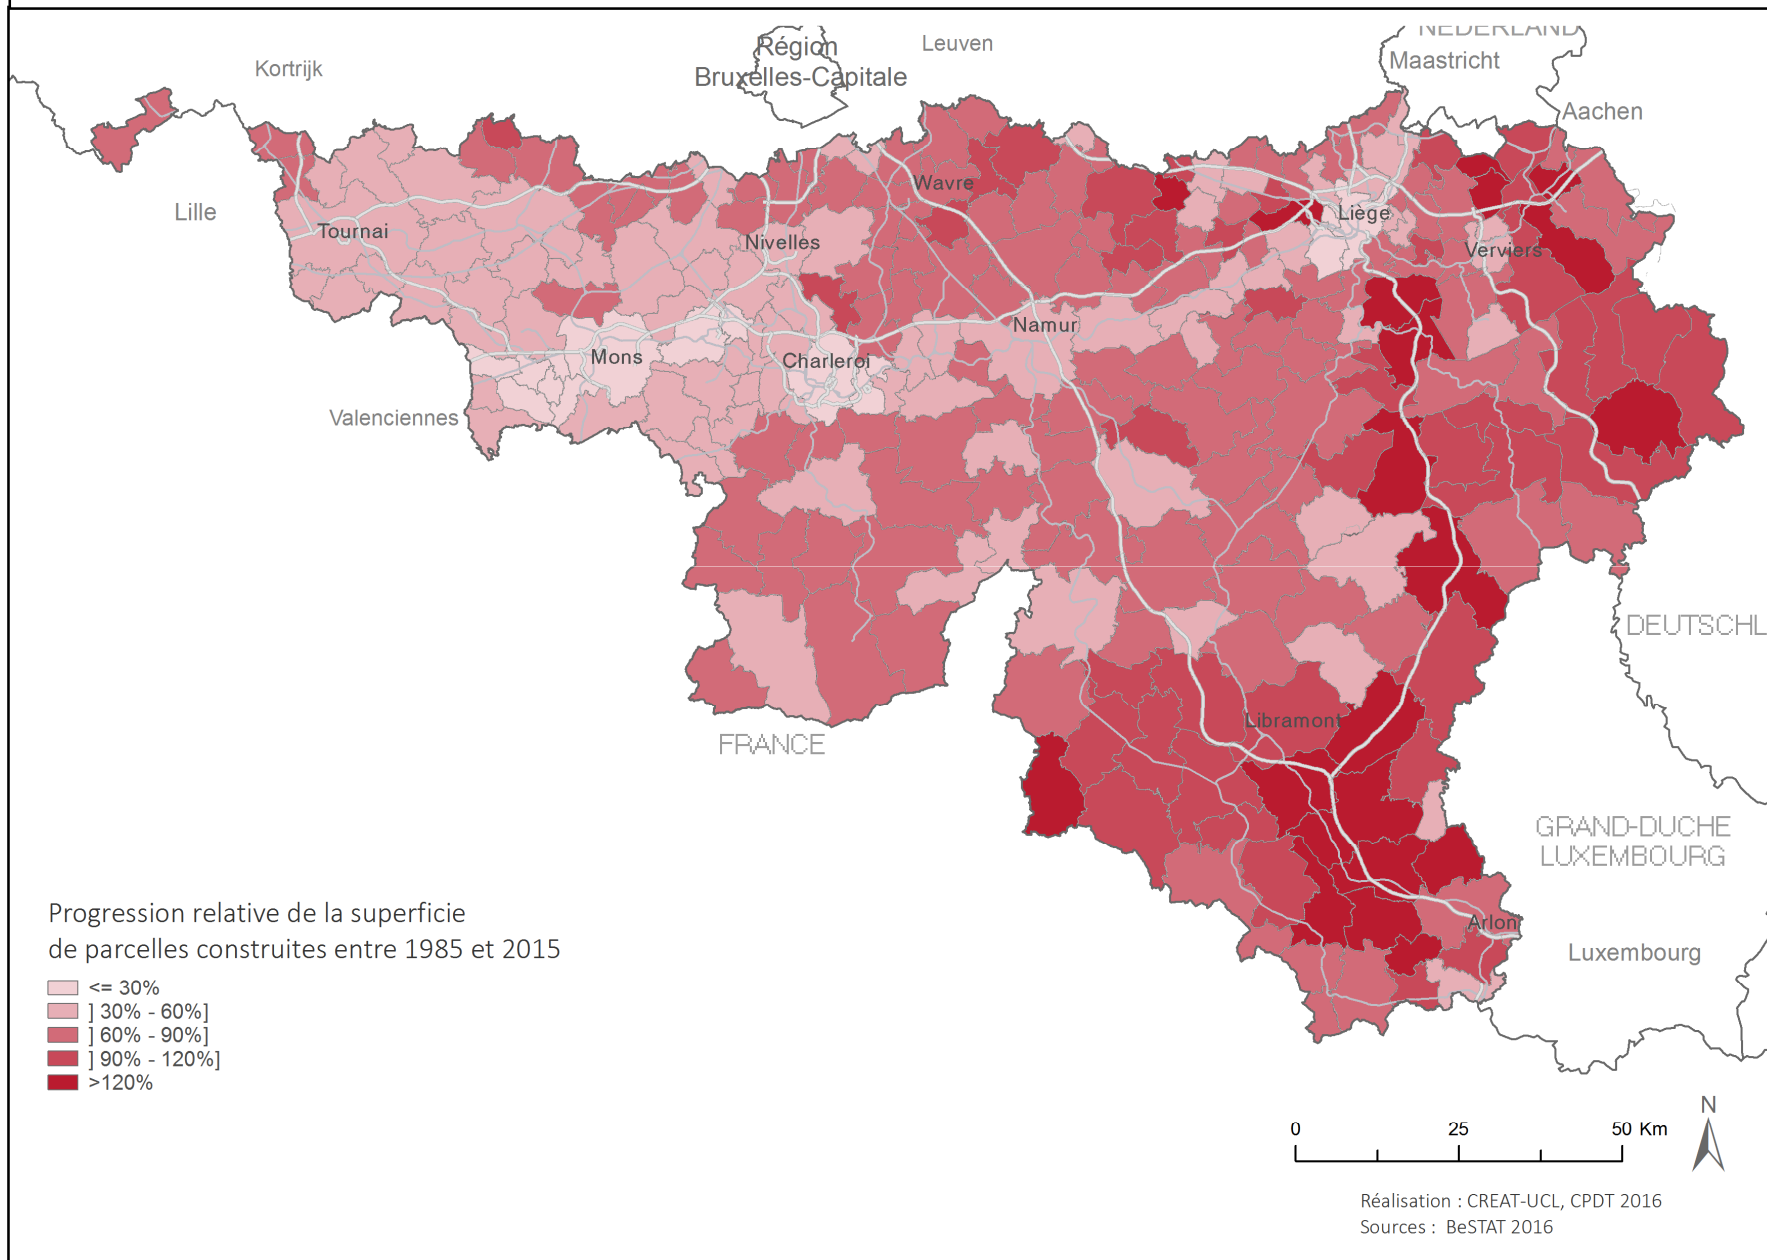 NEDERLAND
Région
Bruxelles-Capitale
Leuven
Maastricht
Kortrijk
Aachen
Wavre
Lille
Tournai
Nivelles
Liège
Verviers
Namur
Mons
Charleroi
Valenciennes
DEUTSCHL
Libramont
FRANCE
GRAND-DUCHE
LUXEMBOURG
Arlon
Luxembourg
Progression relative de la superficie
de parcelles construites entre 1985 et 2015
<= 30%
] 30% - 60%]
] 60% - 90%]
] 90% - 120%]
>120%
N
0 25 50 Km
Réalisation : CREAT-UCL, CPDT 2016
Sources : BeSTAT 2016